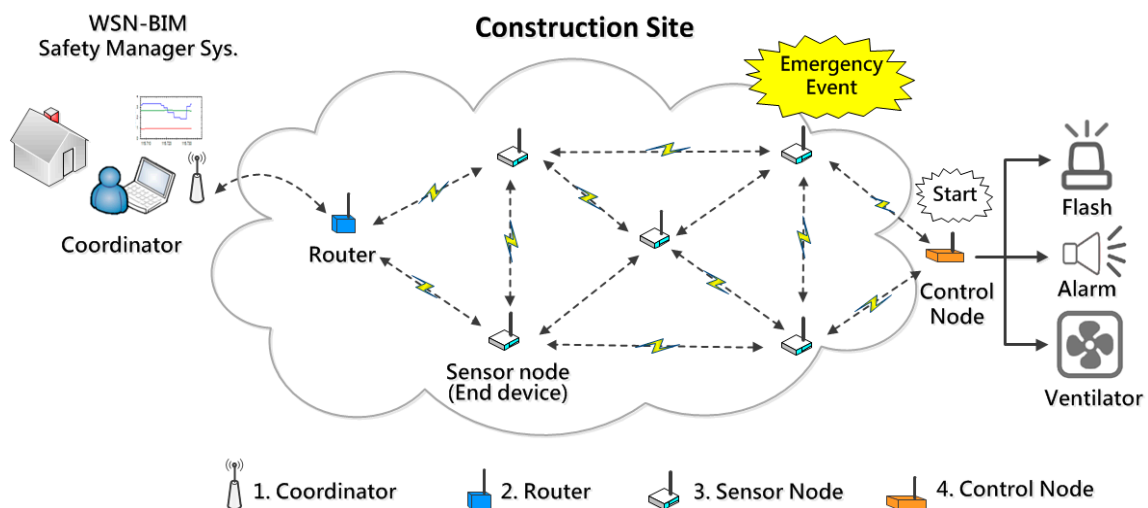 WSN-BIM
Safety Manager Sys.
Construction Site
Emergency
Event
Start
Coordinator
Router
Sensor node
(End device)
Control
Node
Flash
Alarm
Ventilator
1. Coordinator
2. Router
3. Sensor Node
4. Control Node